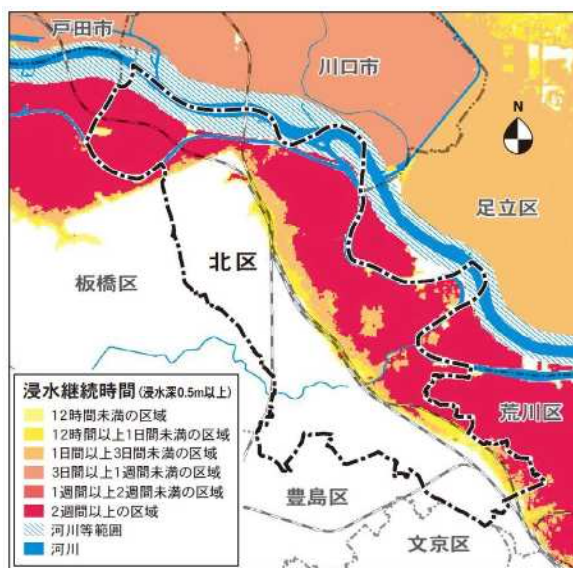 戸田市
川口市
N
足立区
北区
板橋区
荒川区
豊島区
文京区
浸水継続時間(浸水深0.5m以上)
12時間未満の区域
12時間以上1日間未満の区域
1日間以上3日間未満の区域
3日間以上1週間未満の区域
1週間以上2週間未満の区域
2週間以上の区域
河川等範囲
河川